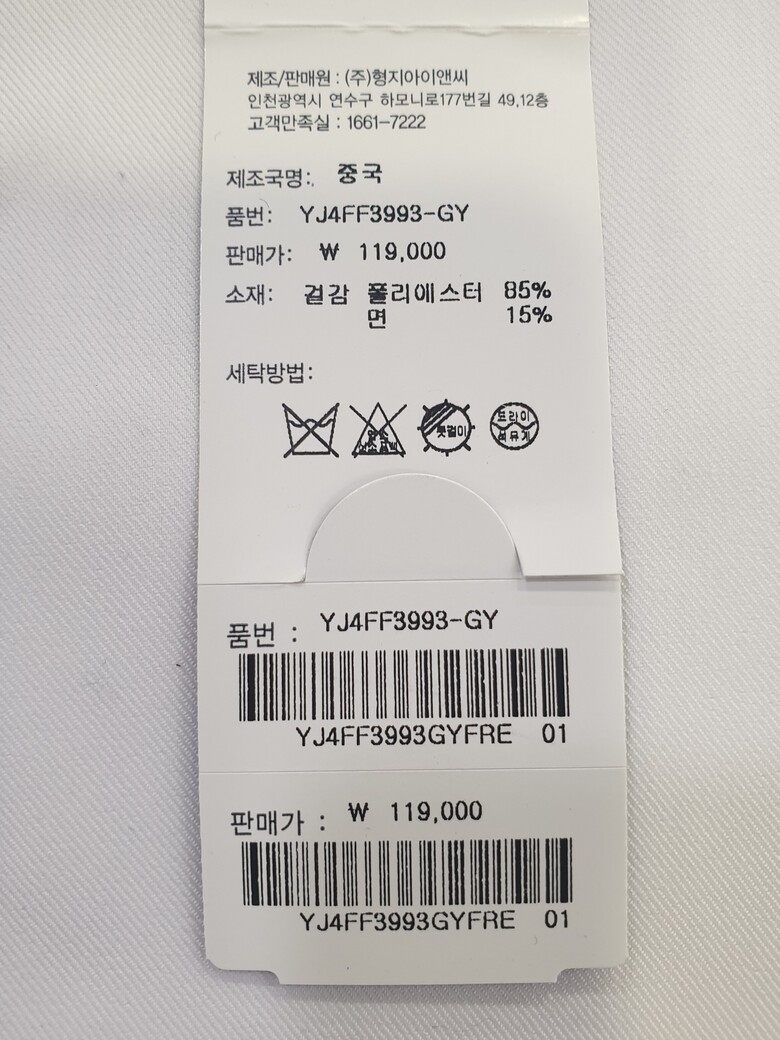 제조/판매원 : (주)형지아이앤씨
인천광역시 연수구 하모니로177번길 49,12층
고객만족실 : 1661-7222
제조국명: 중국
품번: YJ4FF3993-GY
판매가: ₩ 119,000
소재: 겉감 폴리에스터 85%
면 15%
세탁방법:
옷걸이
드라이
석유계
품번 : YJ4FF3993-GY
YJ4FF3993GYFRE 01
판매가 : ₩ 119,000
YJ4FF3993GYFRE 01